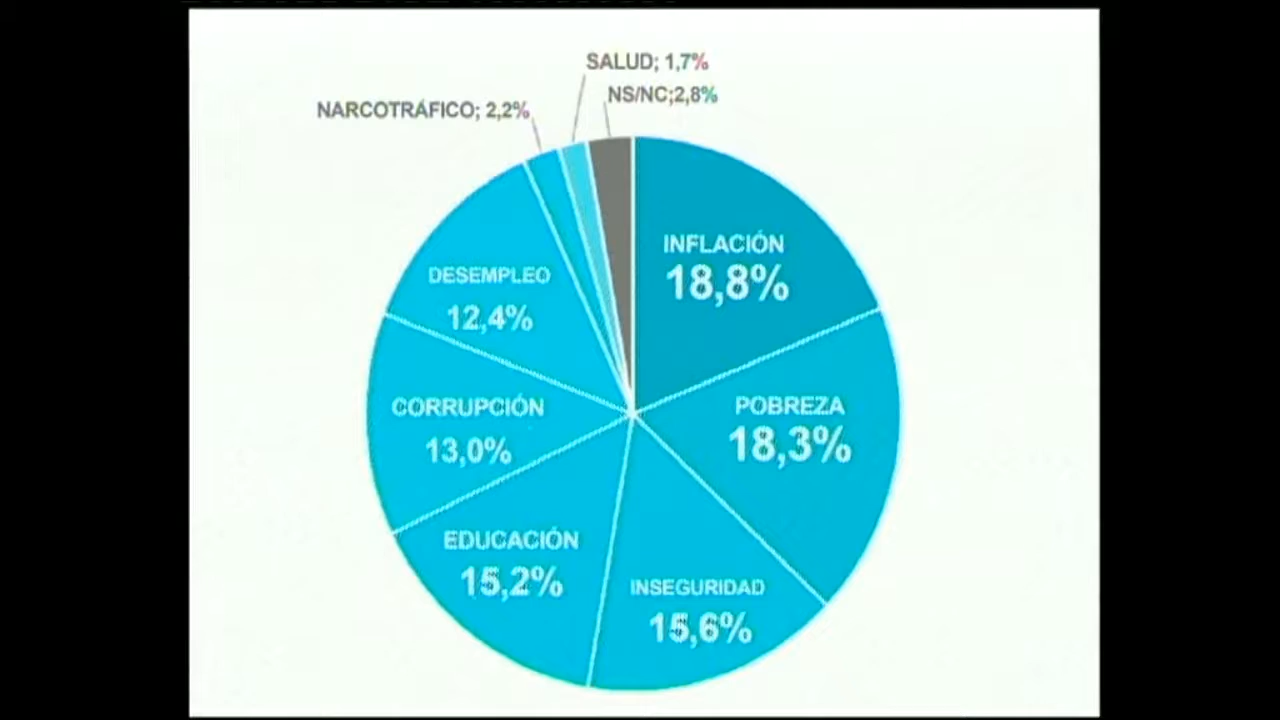 SALUD; 1,7%
NS/NC;2,8%
NARCOTRÁFICO; 2,2%
INFLACIÓN
18,8%
DESEMPLEO
12,4%
POBREZA
18,3%
CORRUPCIÓN
13,0%
EDUCACIÓN
15,2%
INSEGURIDAD
15,6%